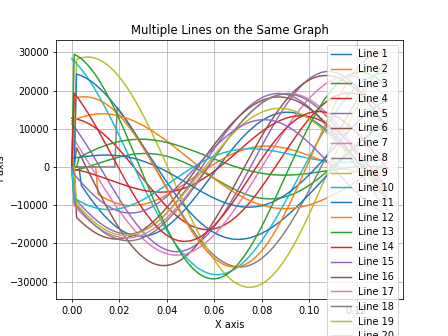 Multiple Lines on the Same Graph
30000
20000
10000
0
−10000
−20000
−30000
0.00
0.02
0.04
0.06
0.08
0.10
X axis
Line 1
Line 2
Line 3
Line 4
Line 5
Line 6
Line 7
Line 8
Line 9
Line 10
Line 11
Line 12
Line 13
Line 14
Line 15
Line 16
Line 17
Line 18
Line 19
Line 20